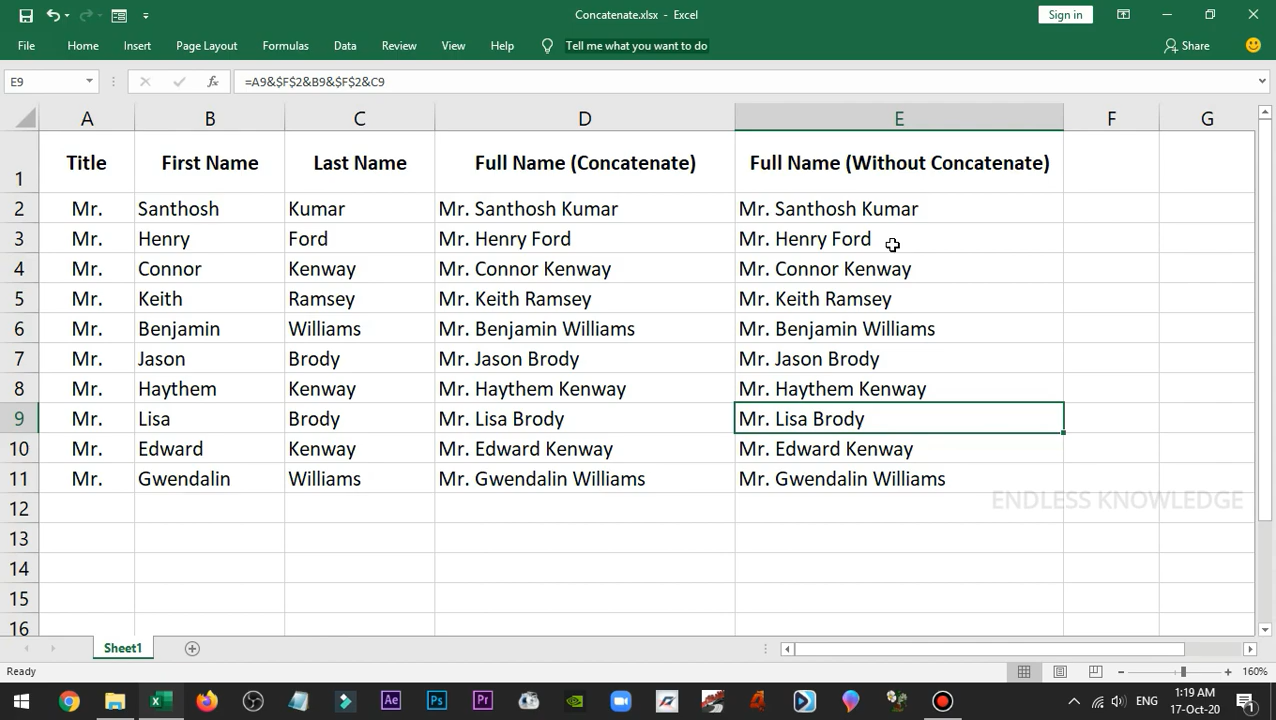 Concatenate.xlsx - Excel
Sign in
File Home Insert Page Layout Formulas Data Review View Help Tell me what you want to do Share
E9 fx =A9&$F$2&B9&$F$2&C9
A B C D E F G
1 Title First Name Last Name Full Name (Concatenate) Full Name (Without Concatenate)
2 Mr. Santhosh Kumar Mr. Santhosh Kumar Mr. Santhosh Kumar
3 Mr. Henry Ford Mr. Henry Ford Mr. Henry Ford
4 Mr. Connor Kenway Mr. Connor Kenway Mr. Connor Kenway
5 Mr. Keith Ramsey Mr. Keith Ramsey Mr. Keith Ramsey
6 Mr. Benjamin Williams Mr. Benjamin Williams Mr. Benjamin Williams
7 Mr. Jason Brody Mr. Jason Brody Mr. Jason Brody
8 Mr. Haythem Kenway Mr. Haythem Kenway Mr. Haythem Kenway
9 Mr. Lisa Brody Mr. Lisa Brody Mr. Lisa Brody
10 Mr. Edward Kenway Mr. Edward Kenway Mr. Edward Kenway
11 Mr. Gwendalin Williams Mr. Gwendalin Williams Mr. Gwendalin Williams
ENDLESS KNOWLEDGE
12
13
14
15
16
Sheet1
Ready 160%
Ae Ps Pr ENG 1:19 AM
17-Oct-20 1